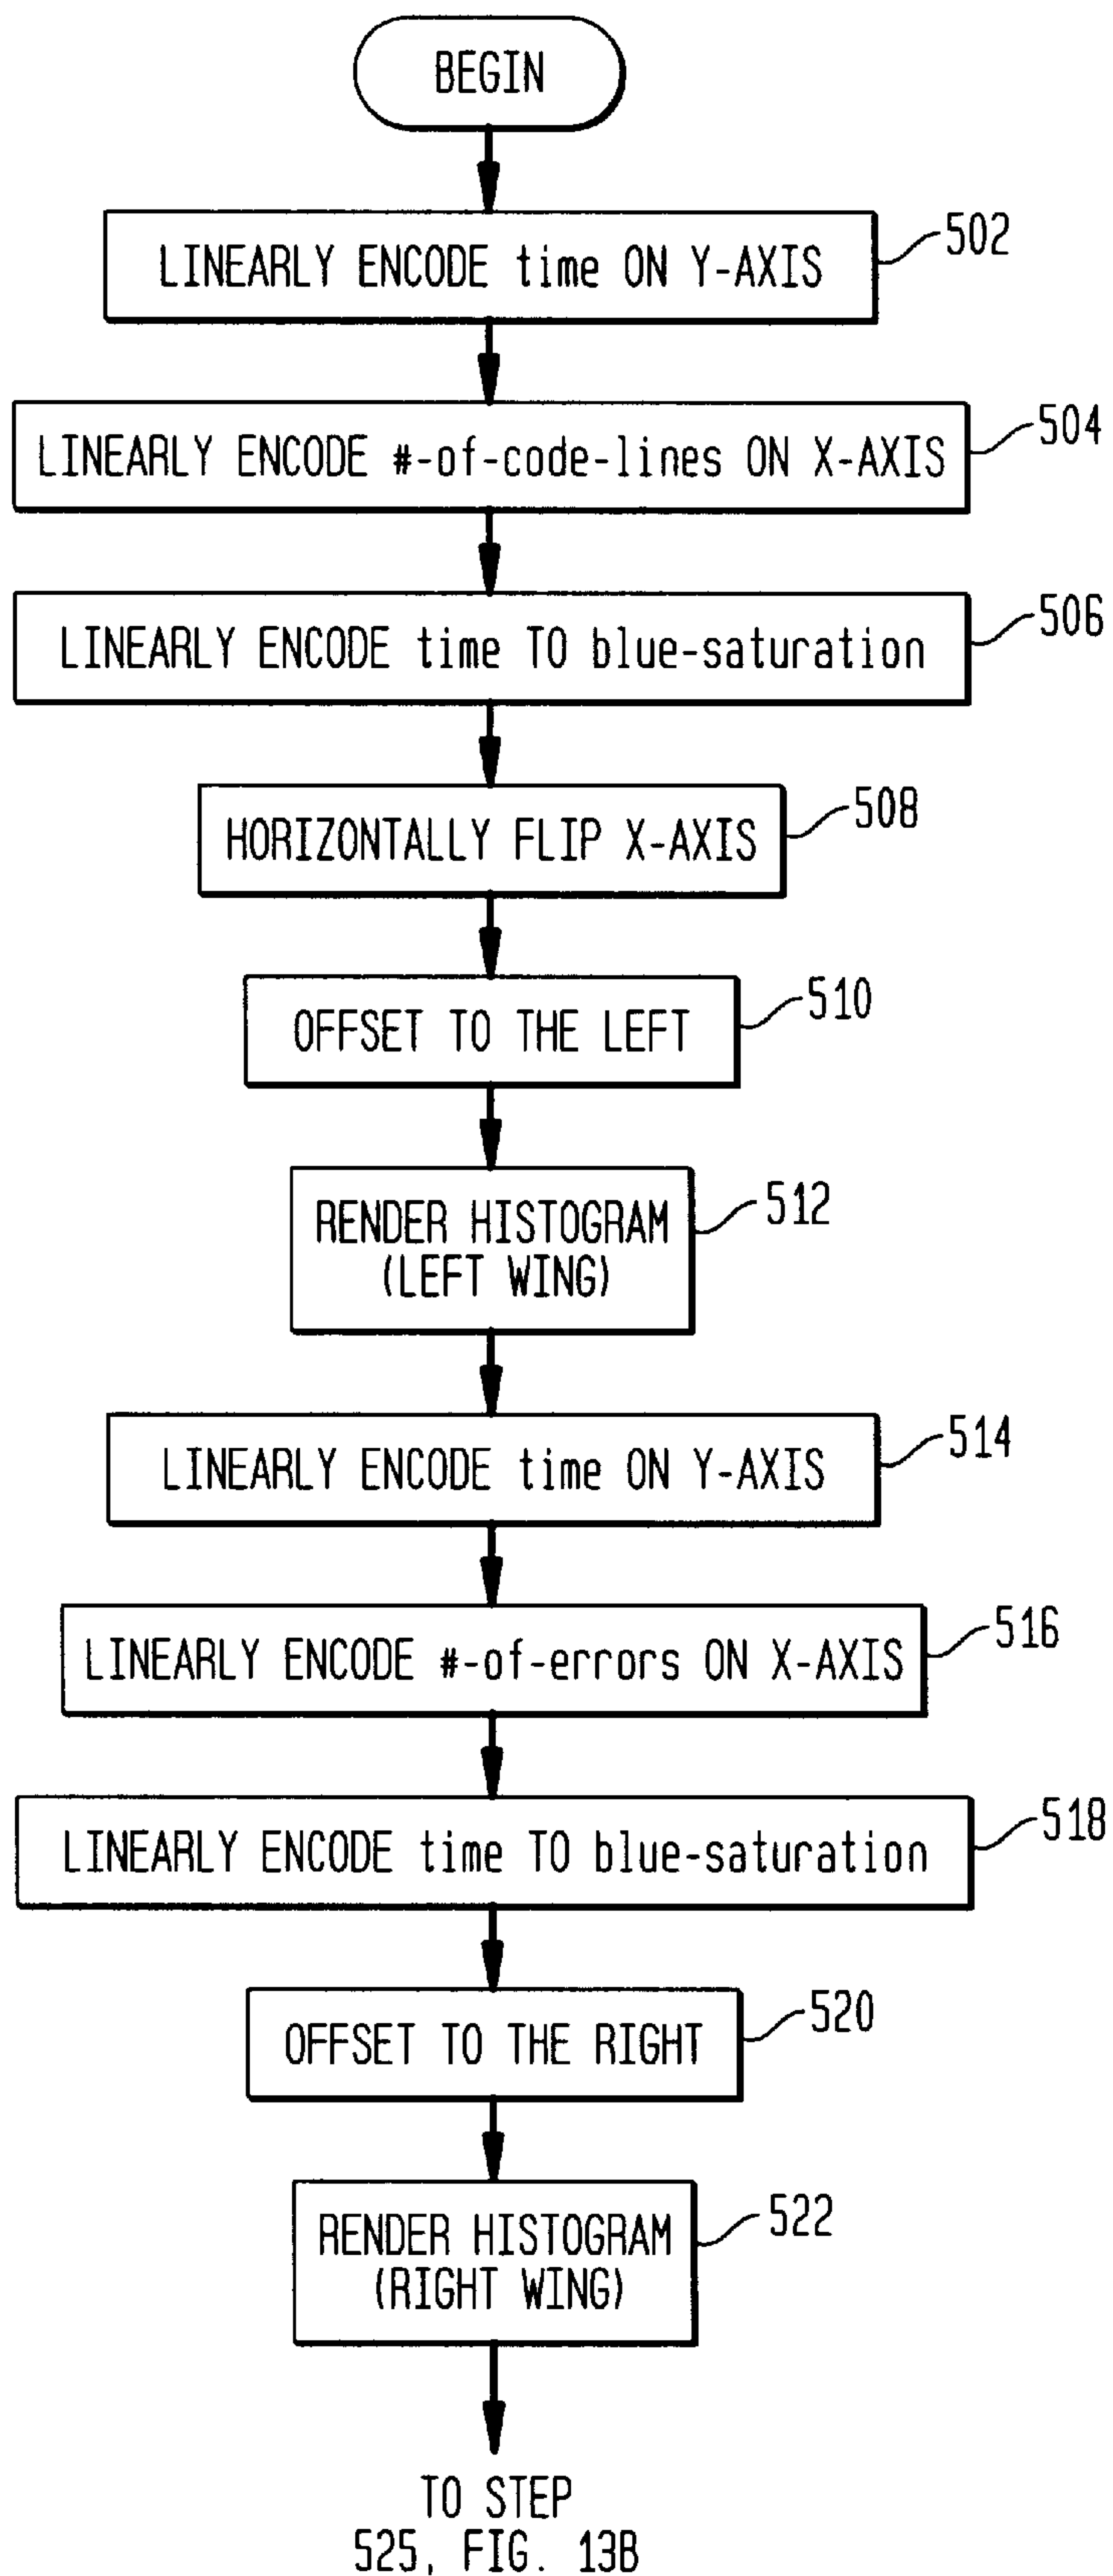 BEGIN
LINEARLY ENCODE time ON Y-AXIS
502
LINEARLY ENCODE #-of-code-lines ON X-AXIS
504
LINEARLY ENCODE time TO blue-saturation
506
HORIZONTALLY FLIP X-AXIS
508
OFFSET TO THE LEFT
510
RENDER HISTOGRAM
(LEFT WING)
512
LINEARLY ENCODE time ON Y-AXIS
514
LINEARLY ENCODE #-of-errors ON X-AXIS
516
LINEARLY ENCODE time TO blue-saturation
518
OFFSET TO THE RIGHT
520
RENDER HISTOGRAM
(RIGHT WING)
522
TO STEP
525, FIG. 13B